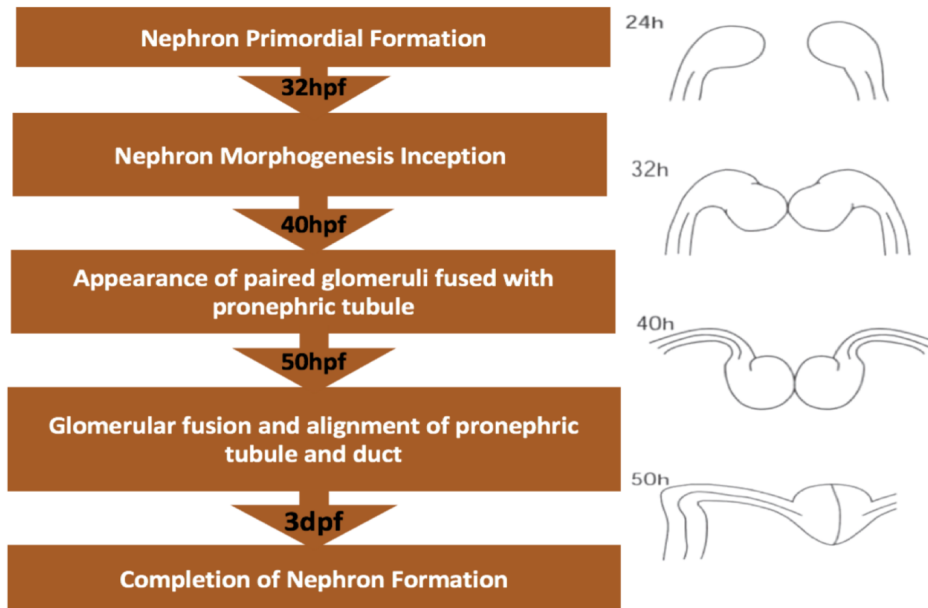 Nephron Primordial Formation
24h
32hpf
Nephron Morphogenesis Inception
32h
40hpf
Appearance of paired glomeruli fused with
pronephric tubule
40h
50hpf
Glomerular fusion and alignment of pronephric
tubule and duct
50h
3dpf
Completion of Nephron Formation